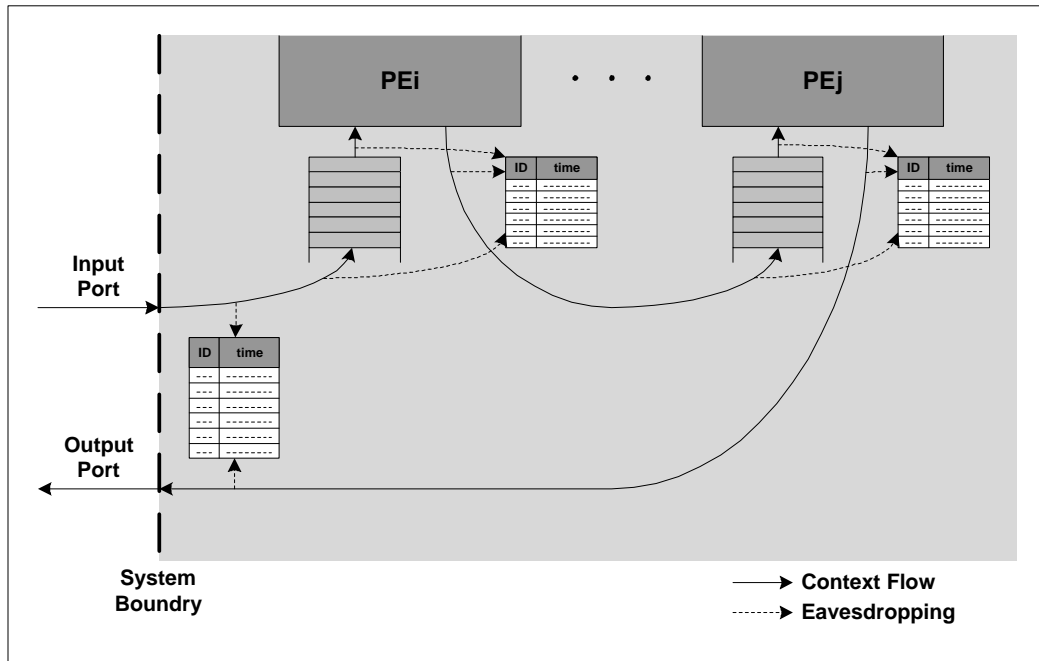 PEi
. . .
PEj
ID time
--- -------
--- -------
--- -------
--- -------
--- -------
--- -------
ID time
--- -------
--- -------
--- -------
--- -------
--- -------
--- -------
Input
Port
ID time
--- --------
--- --------
--- --------
--- --------
--- --------
--- --------
Output
Port
System
Boundry
Context Flow
Eavesdropping